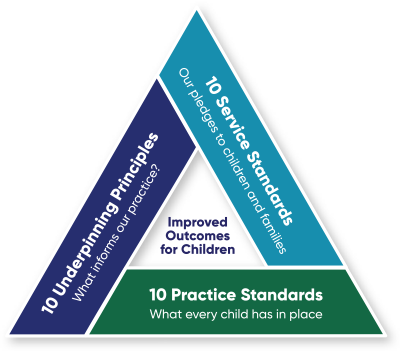 10 Underpinning Principles
What informs our practice?
10 Service Standards
Our pledges to children and families
Improved
Outcomes
for Children
10 Practice Standards
What every child has in place